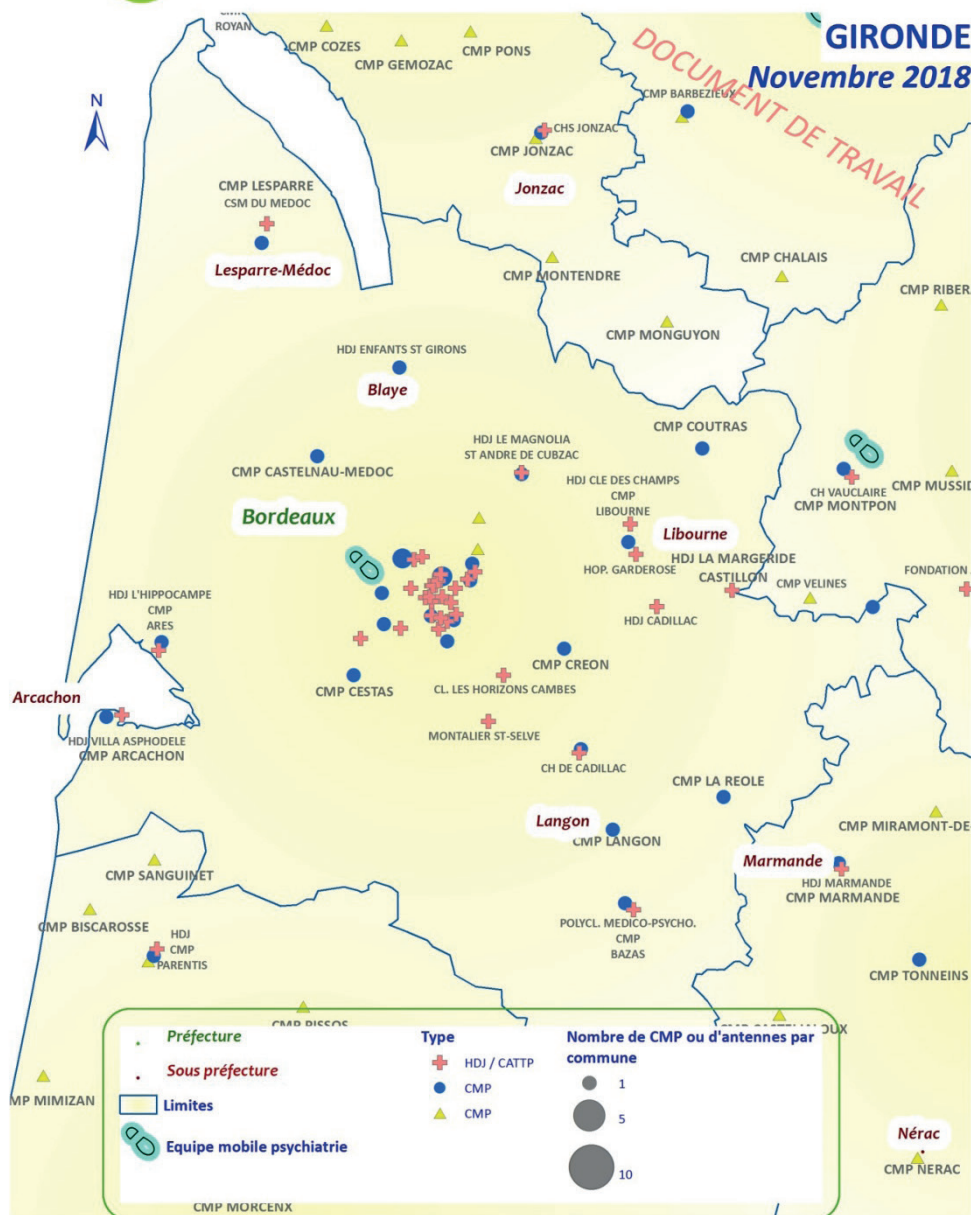 ROYAN
CMP COZES
CMP GEMOZAC
CMP PONS
GIRONDE
Novembre 2018
DOCUMENT DE TRAVAIL
N
CMP BARBEZIEUX
CHS JONZAC
CMP JONZAC
Jonzac
CMP LESPARRE
CSM DU MEDOC
Lesparre-Médoc
CMP MONTENDRE
CMP CHALAIS
CMP RIBER
CMP MONGUYON
HDJ ENFANTS ST GIRONS
Blaye
CMP COUTRAS
HDJ LE MAGNOLIA
ST ANDRE DE CUBZAC
CMP CASTELNAU-MEDOC
HDJ CLE DES CHAMPS
CMP
LIBOURNE
CH VAUCLAIRE
CMP MONTPON
CMP MUSSID
Bordeaux
Libourne
HOP. GARDEROSE
HDJ LA MARGERIDE
CASTILLON
CMP VELINES
FONDATION
HDJ L'HIPPOCAMPE
CMP
ARES
HDJ CADILLAC
CMP CREON
CMP CESTAS
CL. LES HORIZONS CAMBES
Arcachon
HDJ VILLA ASPHODELE
CMP ARCACHON
MONTALIER ST-SELVE
CH DE CADILLAC
CMP LA REOLE
Langon
CMP LANGON
CMP MIRAMONT-DE-
Marmande
HDJ MARMANDE
CMP MARMANDE
CMP SANGUINET
CMP BISCAROSSE
POLYCL. MEDICO-PSYCHO.
CMP
BAZAS
HDJ
CMP
PARENTIS
CMP TONNEINS
CMP PISSOS
MP MIMIZAN
Préfecture
Sous préfecture
Limites
Equipe mobile psychiatrie
Type
HDJ / CATTP
CMP
CMP
Nombre de CMP ou d'antennes par
commune
1
5
10
Nérac
CMP NERAC
CMP MORCENX